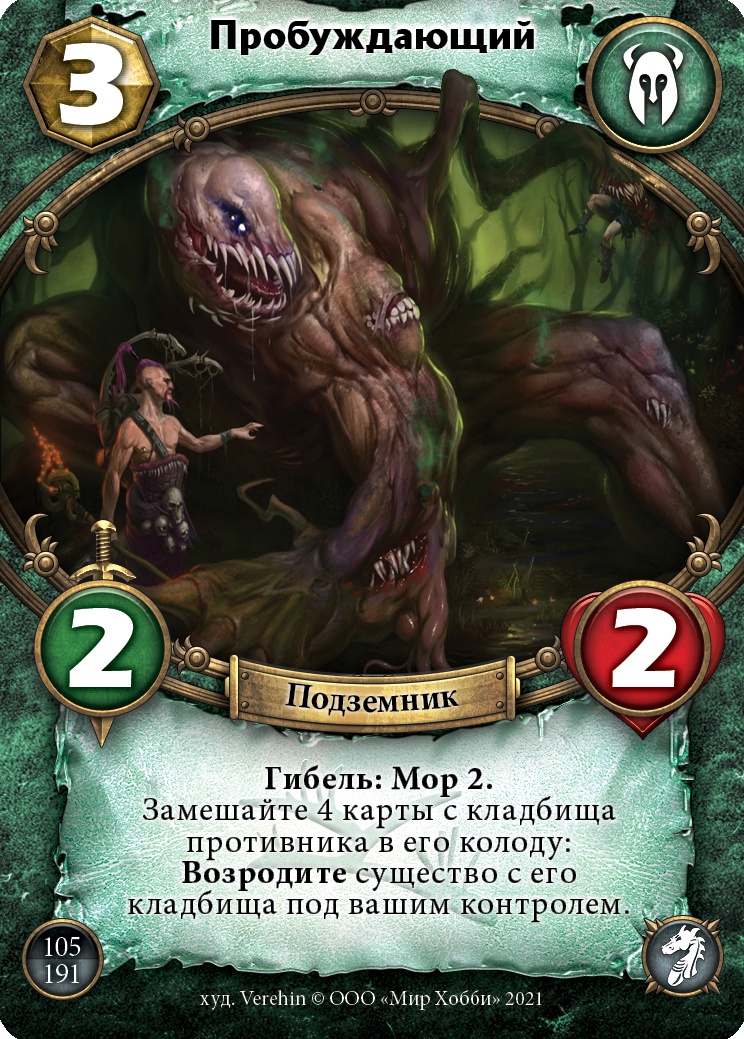 Пробуждающий
3
2
2
Подземник
Гибель: Мор 2.
Замешайте 4 карты с кладбища
противника в его колоду:
Возродите существо с его
кладбища под вашим контролем.
105
191
худ. Verehin © ООО «Мир Хобби» 2021